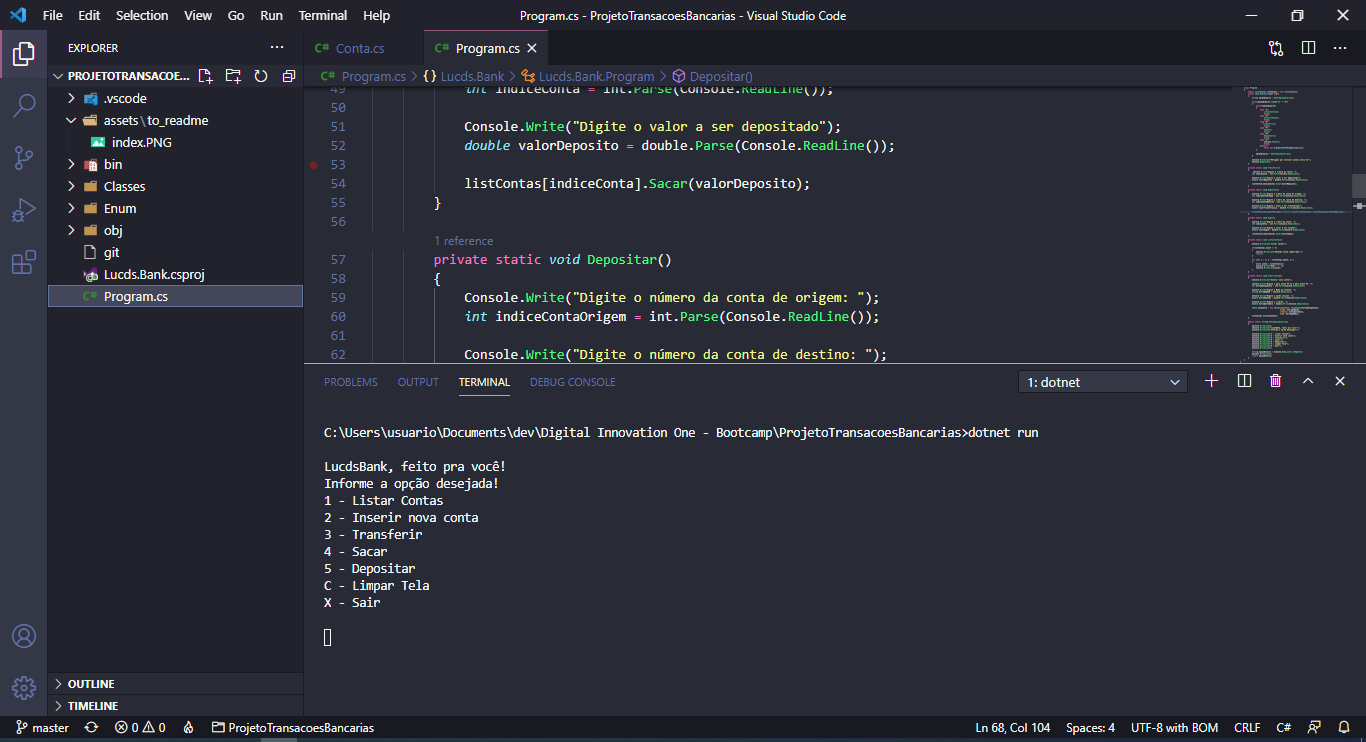 File Edit Selection View Go Run Terminal Help
Program.cs - ProjetoTransacoesBancarias - Visual Studio Code
EXPLORER
PROJETOTRANSACOE...
.vscode
assets\to_readme
index.PNG
bin
Classes
Enum
obj
git
Lucds.Bank.csproj
C# Program.cs
OUTLINE
TIMELINE
C# Conta.cs C# Program.cs
C# Program.cs > {} Lucds.Bank > Lucds.Bank.Program > Depositar()
49 int indiceConta = int.Parse(Console.ReadLine());
50
51 Console.Write("Digite o valor a ser depositado");
52 double valorDeposito = double.Parse(Console.ReadLine());
53
54 listContas[indiceConta].Sacar(valorDeposito);
55 }
56
1 reference
57 private static void Depositar()
58 {
59 Console.Write("Digite o número da conta de origem: ");
60 int indiceContaOrigem = int.Parse(Console.ReadLine());
61
62 Console.Write("Digite o número da conta de destino: ");
PROBLEMS OUTPUT TERMINAL DEBUG CONSOLE 1: dotnet
C:\Users\usuario\Documents\dev\Digital Innovation One - Bootcamp\ProjetoTransacoesBancarias>dotnet run
LucdsBank, feito pra você!
Informe a opção desejada!
1 - Listar Contas
2 - Inserir nova conta
3 - Transferir
4 - Sacar
5 - Depositar
C - Limpar Tela
X - Sair
master 0 0 ProjetoTransacoesBancarias Ln 68, Col 104 Spaces: 4 UTF-8 with BOM CRLF C#